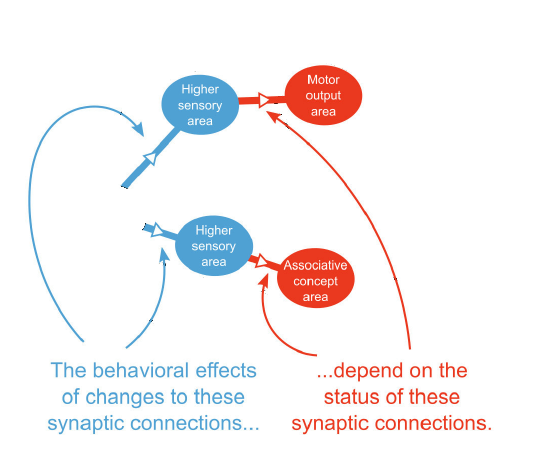 Higher
sensory
area
Motor
output
area
Higher
sensory
area
Associative
concept
area
The behavioral effects
of changes to these
synaptic connections...
...depend on the
status of these
synaptic connections.